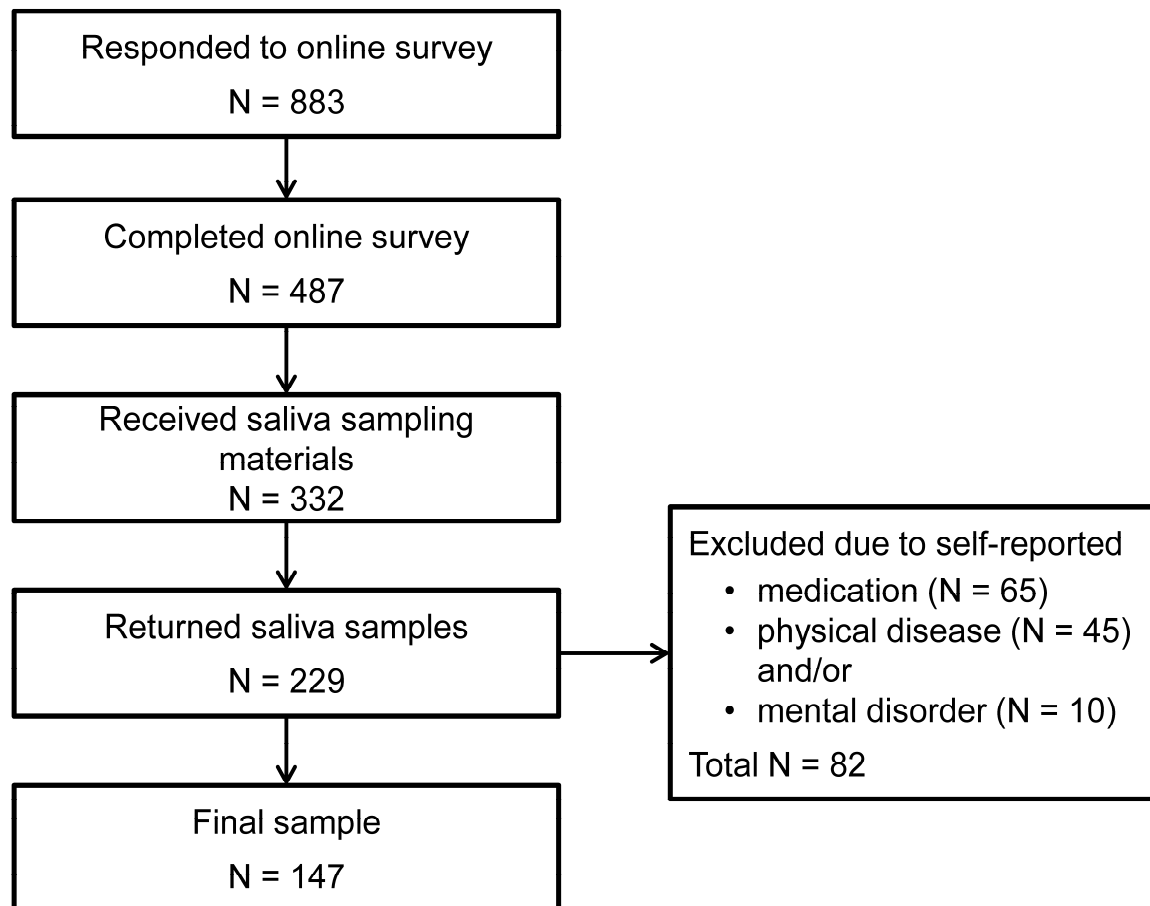 Responded to online survey
N = 883
Completed online survey
N = 487
Received saliva sampling
materials
N = 332
Returned saliva samples
N = 229
Excluded due to self-reported
• medication (N = 65)
• physical disease (N = 45)
and/or
• mental disorder (N = 10)
Total N = 82
Final sample
N = 147